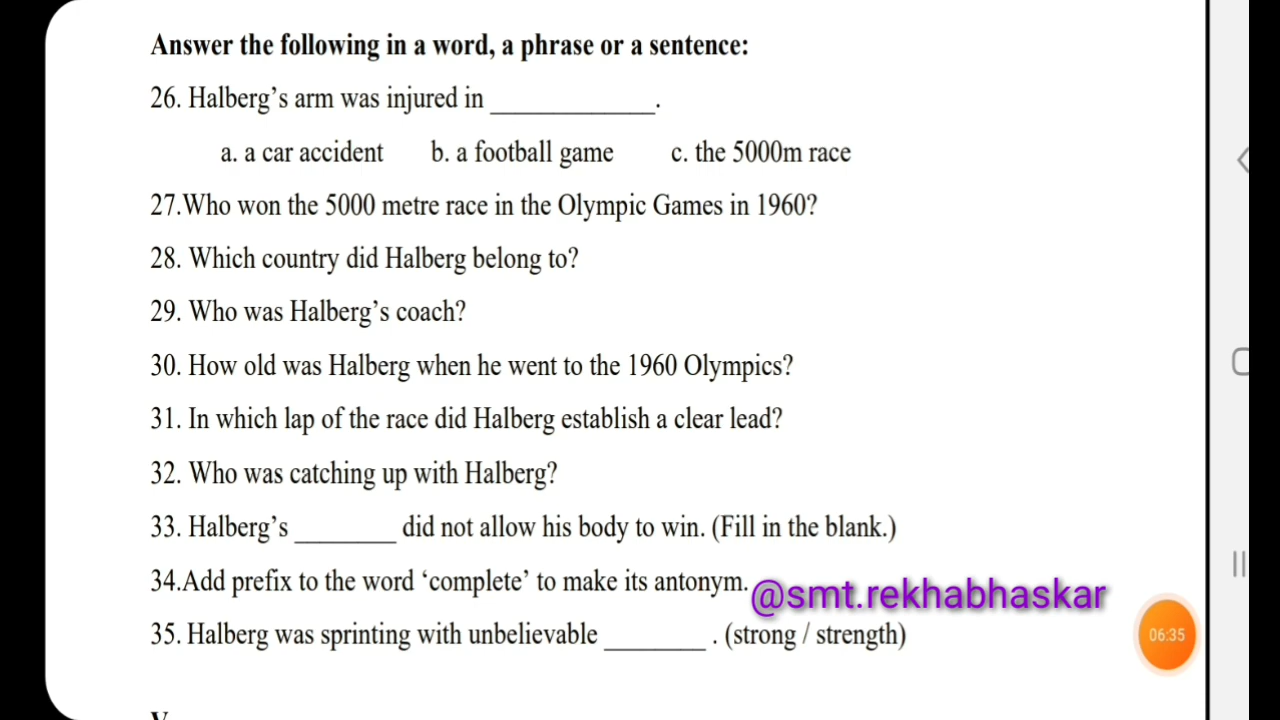 Answer the following in a word, a phrase or a sentence:
26. Halberg’s arm was injured in ____________.
a. a car accident b. a football game c. the 5000m race
27.Who won the 5000 metre race in the Olympic Games in 1960?
28. Which country did Halberg belong to?
29. Who was Halberg’s coach?
30. How old was Halberg when he went to the 1960 Olympics?
31. In which lap of the race did Halberg establish a clear lead?
32. Who was catching up with Halberg?
33. Halberg’s _______ did not allow his body to win. (Fill in the blank.)
34.Add prefix to the word ‘complete’ to make its antonym.
@smt.rekhabhaskar
35. Halberg was sprinting with unbelievable _______ . (strong / strength)
06:35